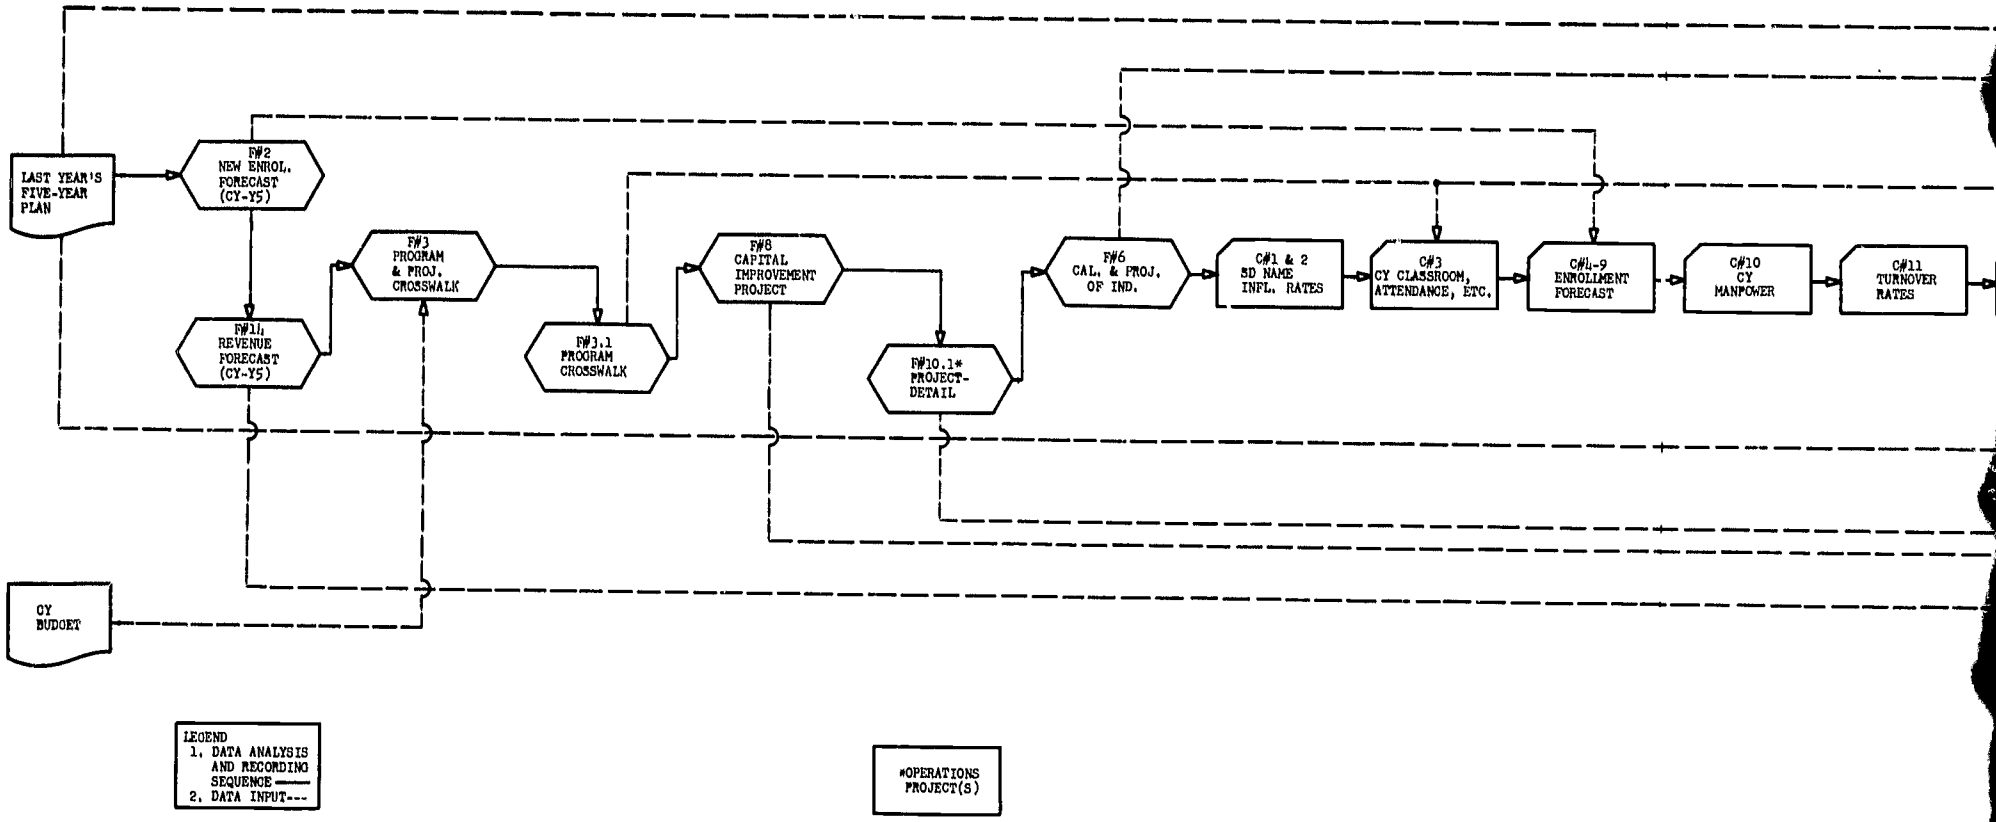 LAST YEAR'S
FIVE-YEAR
PLAN
F#2
NEW ENROL.
FORECAST
(CY-Y5)
F#14
REVENUE
FORECAST
(CY-Y5)
F#3
PROGRAM
& PROJ.
CROSSWALK
F#3.1
PROGRAM
CROSSWALK
F#8
CAPITAL
IMPROVEMENT
PROJECT
F#10.1*
PROJECT-
DETAIL
F#6
CAL. & PROJ.
OF IND.
C#1 & 2
SD NAME
INFL. RATES
C#3
CY CLASSROOM,
ATTENDANCE, ETC.
C#4-9
ENROLLMENT
FORECAST
C#10
CY
MANPOWER
C#11
TURNOVER
RATES
CY
BUDGET
LEGEND
1. DATA ANALYSIS
AND RECORDING
SEQUENCE
2. DATA INPUT---
*OPERATIONS
PROJECT(S)